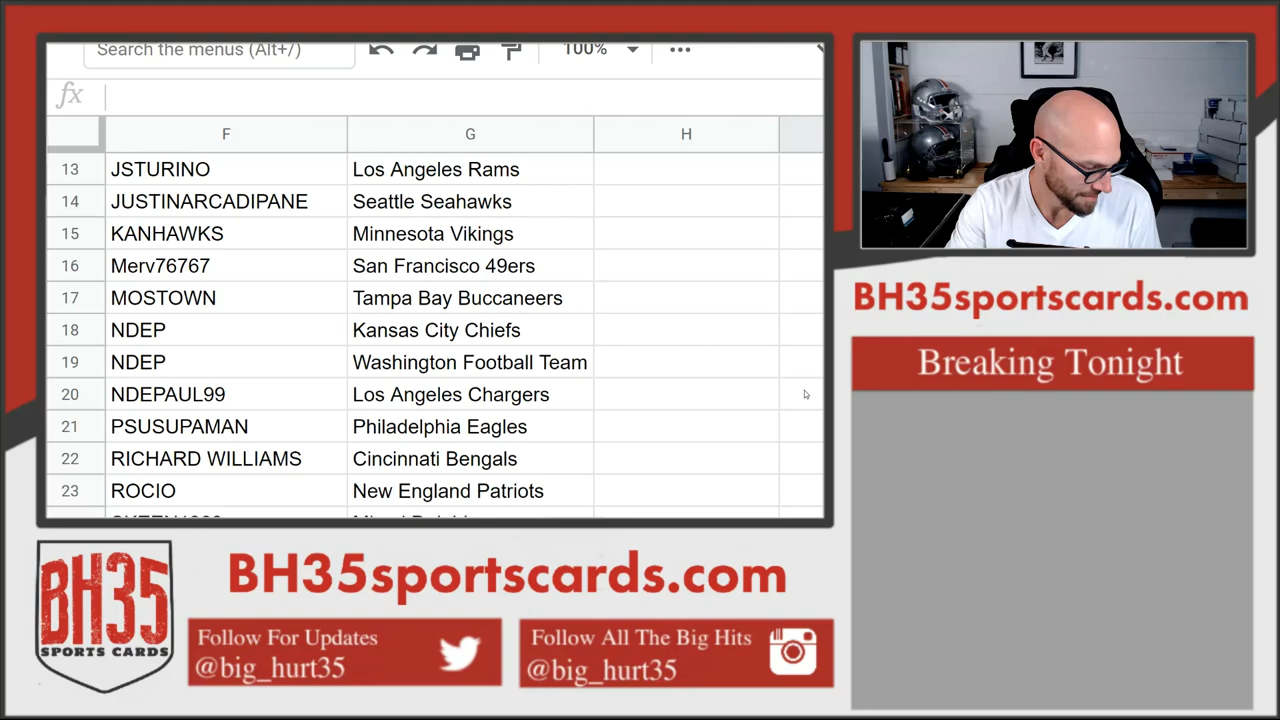 Search the menus (Alt+/)
100%
fx
F G H
13 JSTURINO Los Angeles Rams
14 JUSTINARCADIPANE Seattle Seahawks
15 KANHAWKS Minnesota Vikings
16 Merv76767 San Francisco 49ers
17 MOSTOWN Tampa Bay Buccaneers
18 NDEP Kansas City Chiefs
19 NDEP Washington Football Team
20 NDEPAUL99 Los Angeles Chargers
21 PSUSUPAMAN Philadelphia Eagles
22 RICHARD WILLIAMS Cincinnati Bengals
23 ROCIO New England Patriots
BH35sportscards.com
Breaking Tonight
BH35
SPORTS CARDS
BH35sportscards.com
Follow For Updates
@big_hurt35
Follow All The Big Hits
@big_hurt35